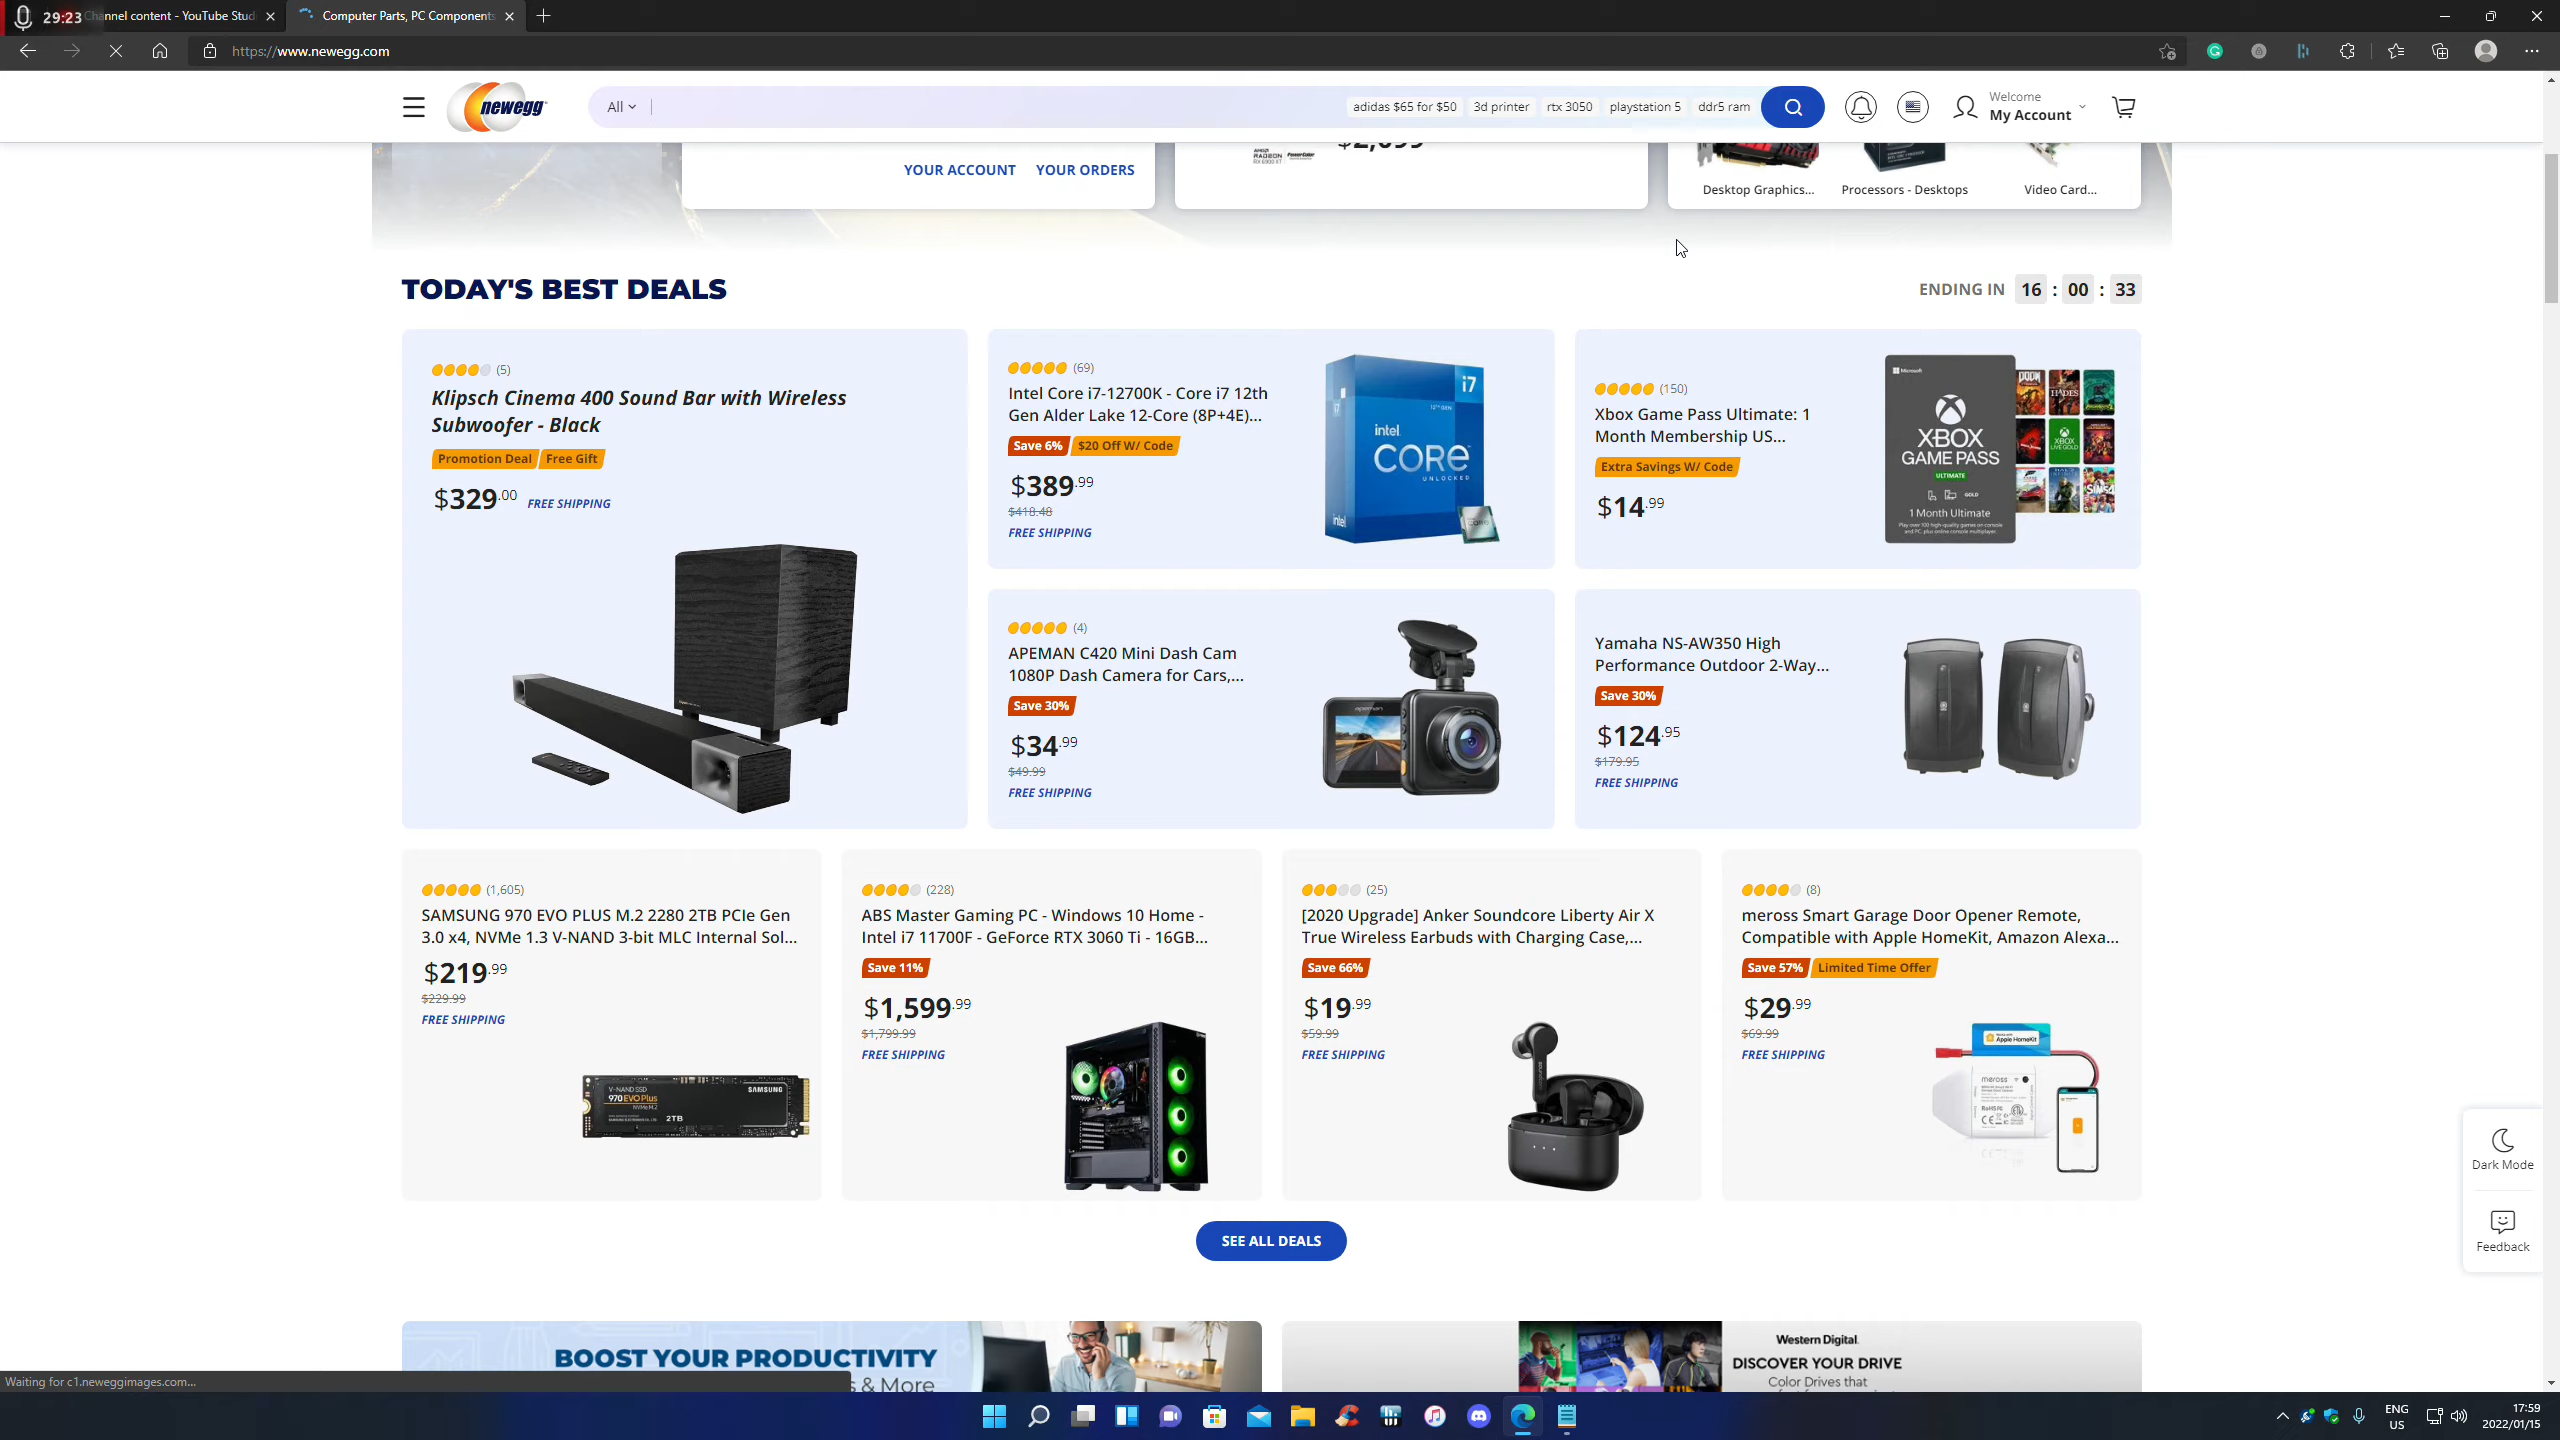 29:23
Channel content - YouTube Studi
Computer Parts, PC Components
https://www.newegg.com
newegg
All
adidas $65 for $50
3d printer
rtx 3050
playstation 5
ddr5 ram
Welcome
My Account
YOUR ACCOUNT
YOUR ORDERS
Desktop Graphics...
Processors - Desktops
Video Card...
TODAY'S BEST DEALS
ENDING IN 16 : 00 : 33
(5)
Klipsch Cinema 400 Sound Bar with Wireless
Subwoofer - Black
Promotion Deal
Free Gift
$329.00 FREE SHIPPING
(69)
Intel Core i7-12700K - Core i7 12th
Gen Alder Lake 12-Core (8P+4E)...
Save 6%
$20 Off W/ Code
$389.99
$418.48
FREE SHIPPING
i7
intel
CORE
UNLOCKED
intel
(150)
Xbox Game Pass Ultimate: 1
Month Membership US...
Extra Savings W/ Code
$14.99
Microsoft
XBOX
GAME PASS
ULTIMATE
1 Month Ultimate
(4)
APEMAN C420 Mini Dash Cam
1080P Dash Camera for Cars,...
Save 30%
$34.99
$49.99
FREE SHIPPING
Yamaha NS-AW350 High
Performance Outdoor 2-Way...
Save 30%
$124.95
$179.95
FREE SHIPPING
(1,605)
SAMSUNG 970 EVO PLUS M.2 2280 2TB PCIe Gen
3.0 x4, NVMe 1.3 V-NAND 3-bit MLC Internal Sol...
$219.99
$229.99
FREE SHIPPING
V-NAND SSD
970 EVO Plus
NVMe M.2
SAMSUNG
2TB
(228)
ABS Master Gaming PC - Windows 10 Home -
Intel i7 11700F - GeForce RTX 3060 Ti - 16GB...
Save 11%
$1,599.99
$1,799.99
FREE SHIPPING
(25)
[2020 Upgrade] Anker Soundcore Liberty Air X
True Wireless Earbuds with Charging Case,...
Save 66%
$19.99
$59.99
FREE SHIPPING
(8)
meross Smart Garage Door Opener Remote,
Compatible with Apple HomeKit, Amazon Alexa...
Save 57%
Limited Time Offer
$29.99
$69.99
FREE SHIPPING
Apple HomeKit
meross
SEE ALL DEALS
Dark Mode
Feedback
BOOST YOUR PRODUCTIVITY
s & More
Western Digital.
DISCOVER YOUR DRIVE
Color Drives that
Waiting for c1.neweggimages.com...
ENG
US
17:59
2022/01/15